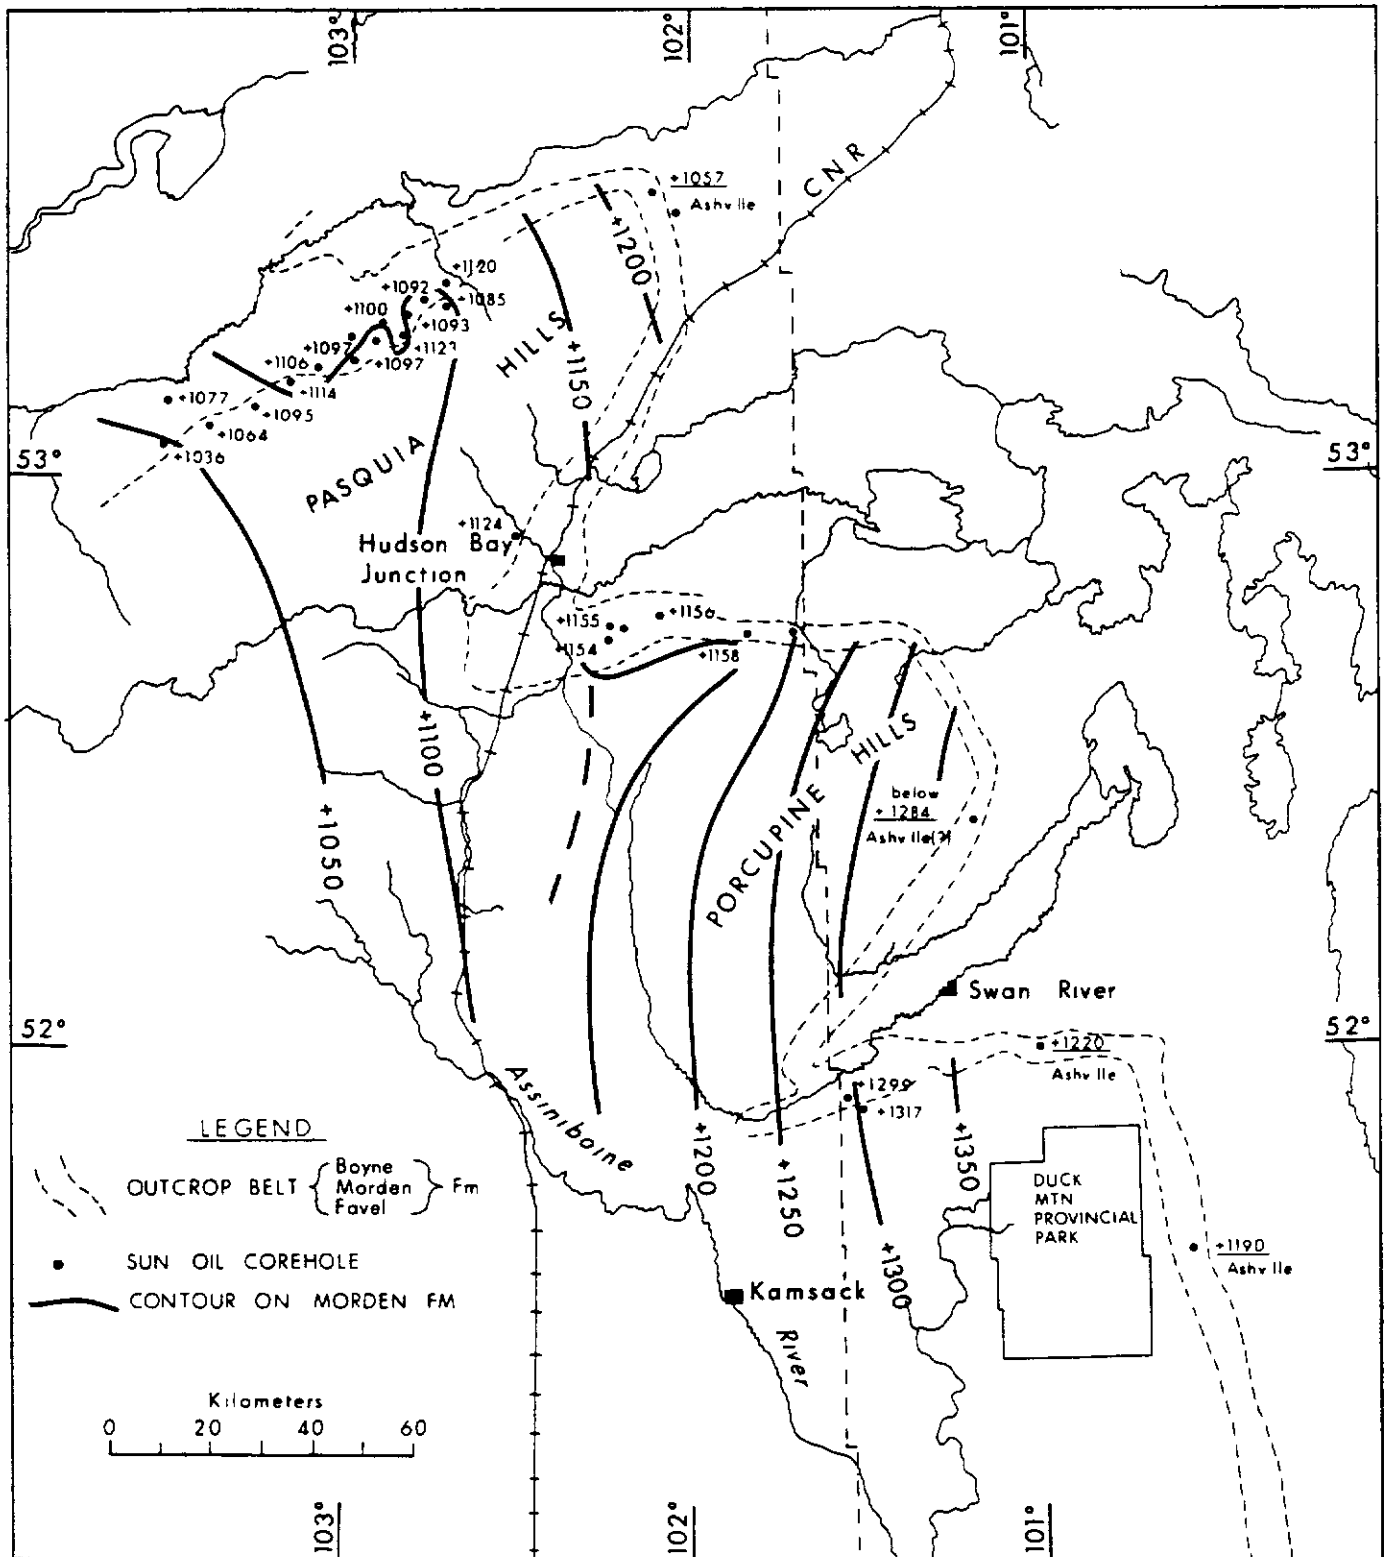 103°
102°
101°
CNR
+1057
Ashville
+1200
+1120
+1092
+1085
+1100
+1093
+1097
+1123
+1106
+1097
+1114
+1077
+1095
+1064
+1036
HILLS
+1150
PASQUIA
53°
53°
+1124
Hudson Bay
Junction
+1155
+1156
+1154
+1158
+1100
+1050
HILLS
PORCUPINE
below
+1284
Ashville(?)
Swan River
52°
52°
+1220
Ashville
+1299
+1317
Assiniboine
+1200
+1250
+1350
+1300
DUCK
MTN
PROVINCIAL
PARK
+1190
Ashville
Kamsack
River
LEGEND
OUTCROP BELT { Boyne
Morden
Favel } Fm
SUN OIL COREHOLE
CONTOUR ON MORDEN FM
Kilometers
0 20 40 60
103°
102°
101°